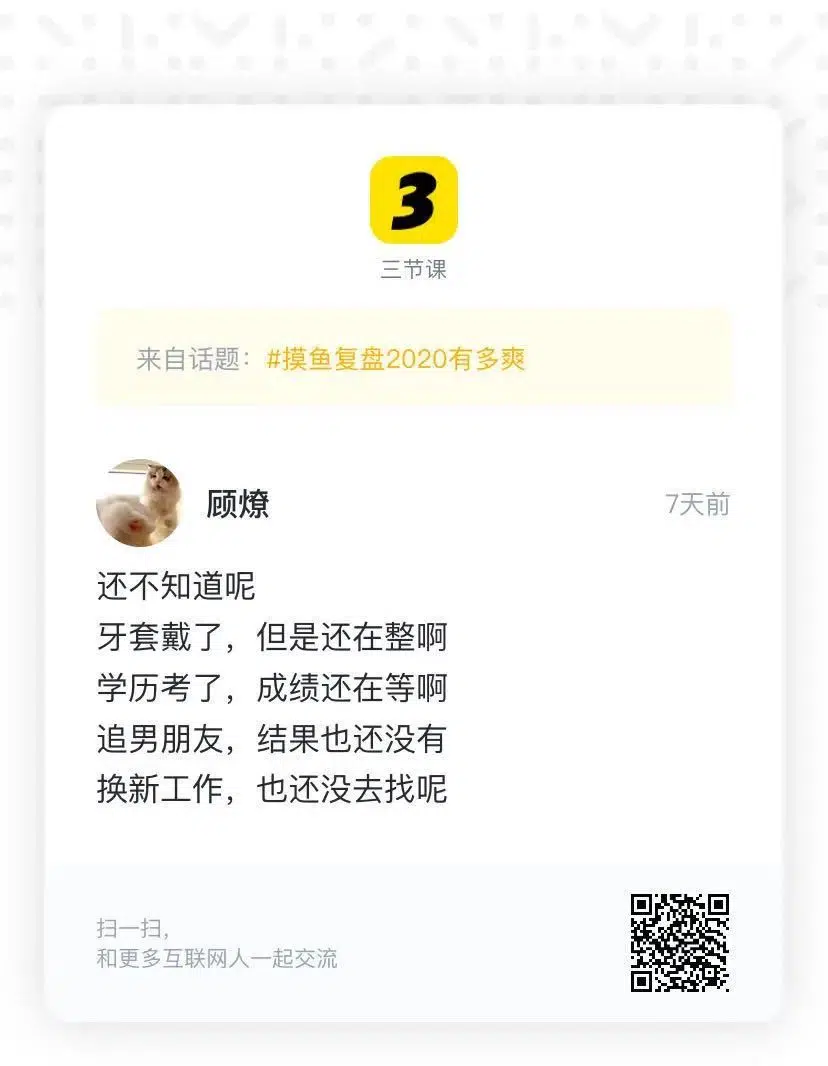 3
三节课
来自话题：#摸鱼复盘2020有多爽
顾燎
7天前
还不知道呢
牙套戴了，但是还在整啊
学历考了，成绩还在等啊
追男朋友，结果也还没有
换新工作，也还没去找呢
扫一扫，
和更多互联网人一起交流